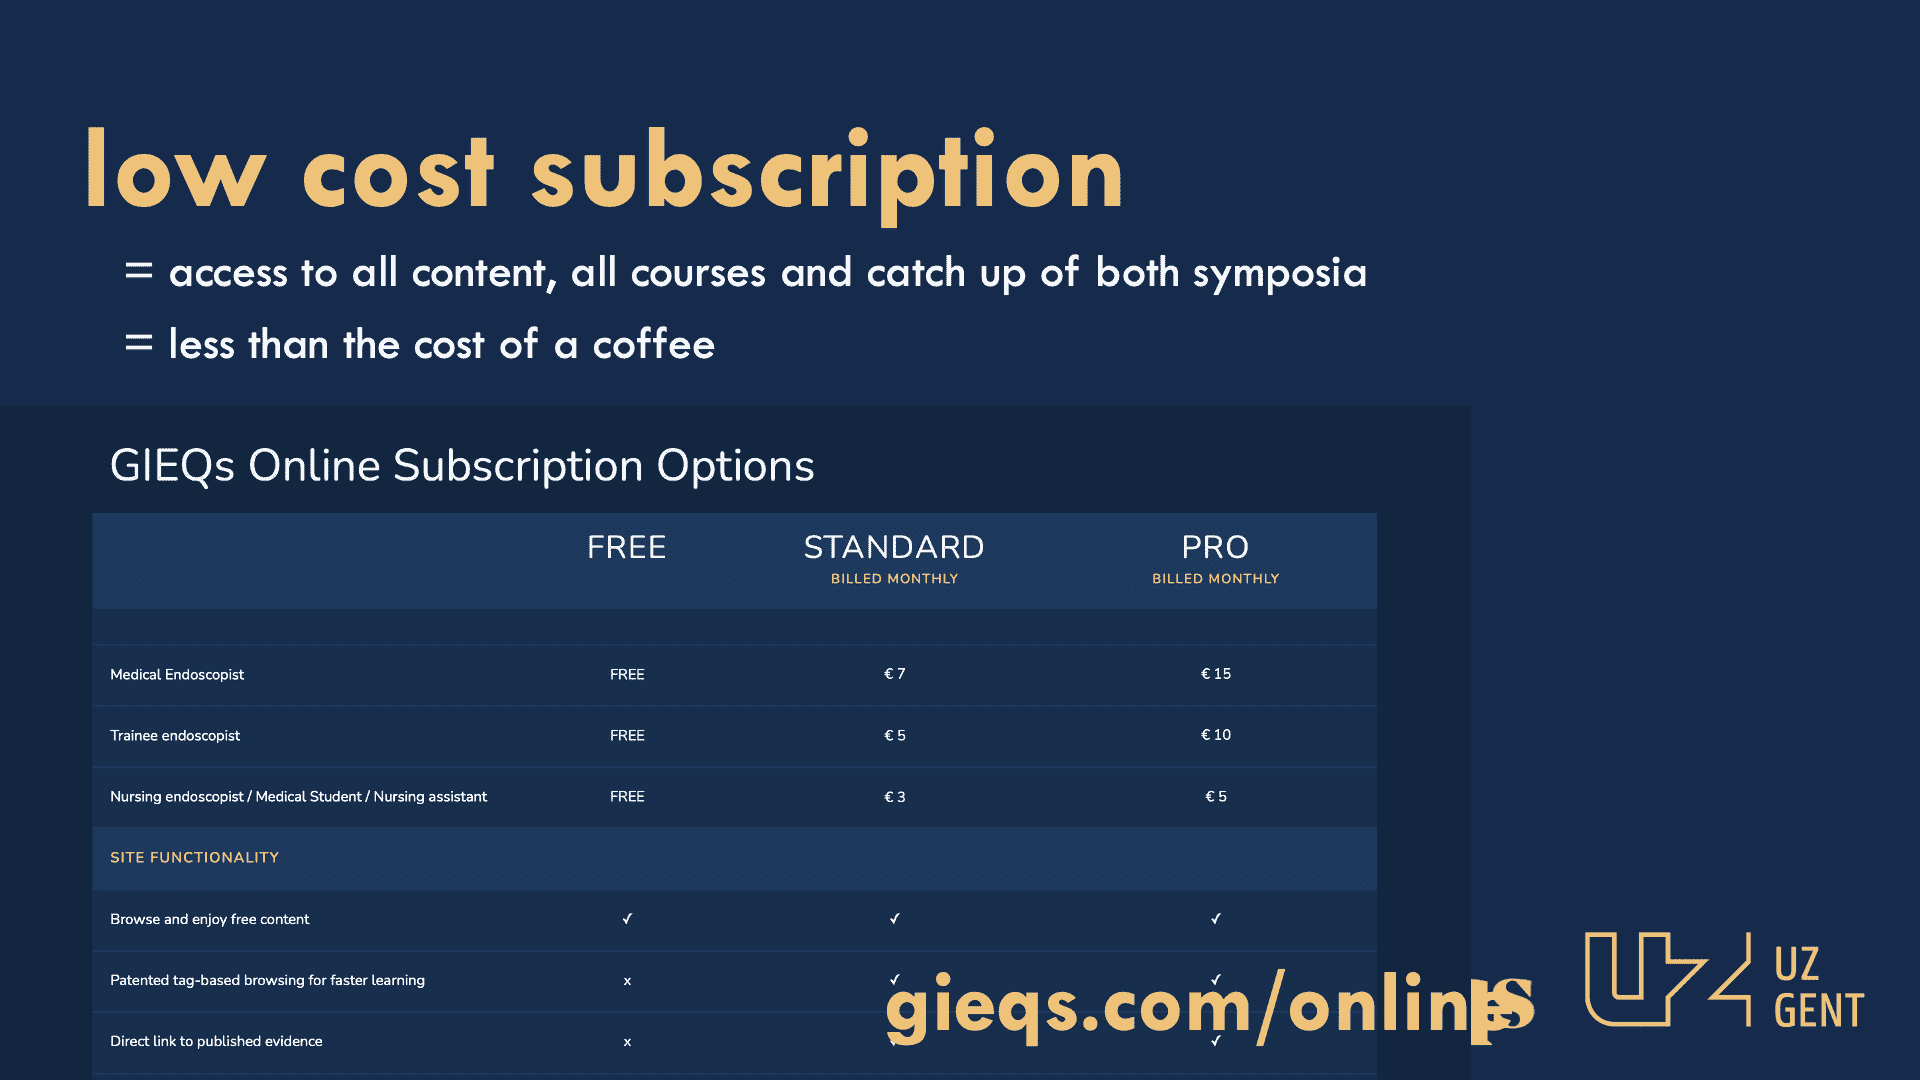 low cost subscription
= access to all content, all courses and catch up of both symposia
= less than the cost of a coffee
GIEQs Online Subscription Options
FREE STANDARD PRO
BILLED MONTHLY BILLED MONTHLY
Medical Endoscopist FREE € 7 € 15
Trainee endoscopist FREE € 5 € 10
Nursing endoscopist / Medical Student / Nursing assistant FREE € 3 € 5
SITE FUNCTIONALITY
Browse and enjoy free content ✓ ✓ ✓
Patented tag-based browsing for faster learning x ✓ ✓
Direct link to published evidence x ✓ ✓
gieqs.com/online
UZ
GENT